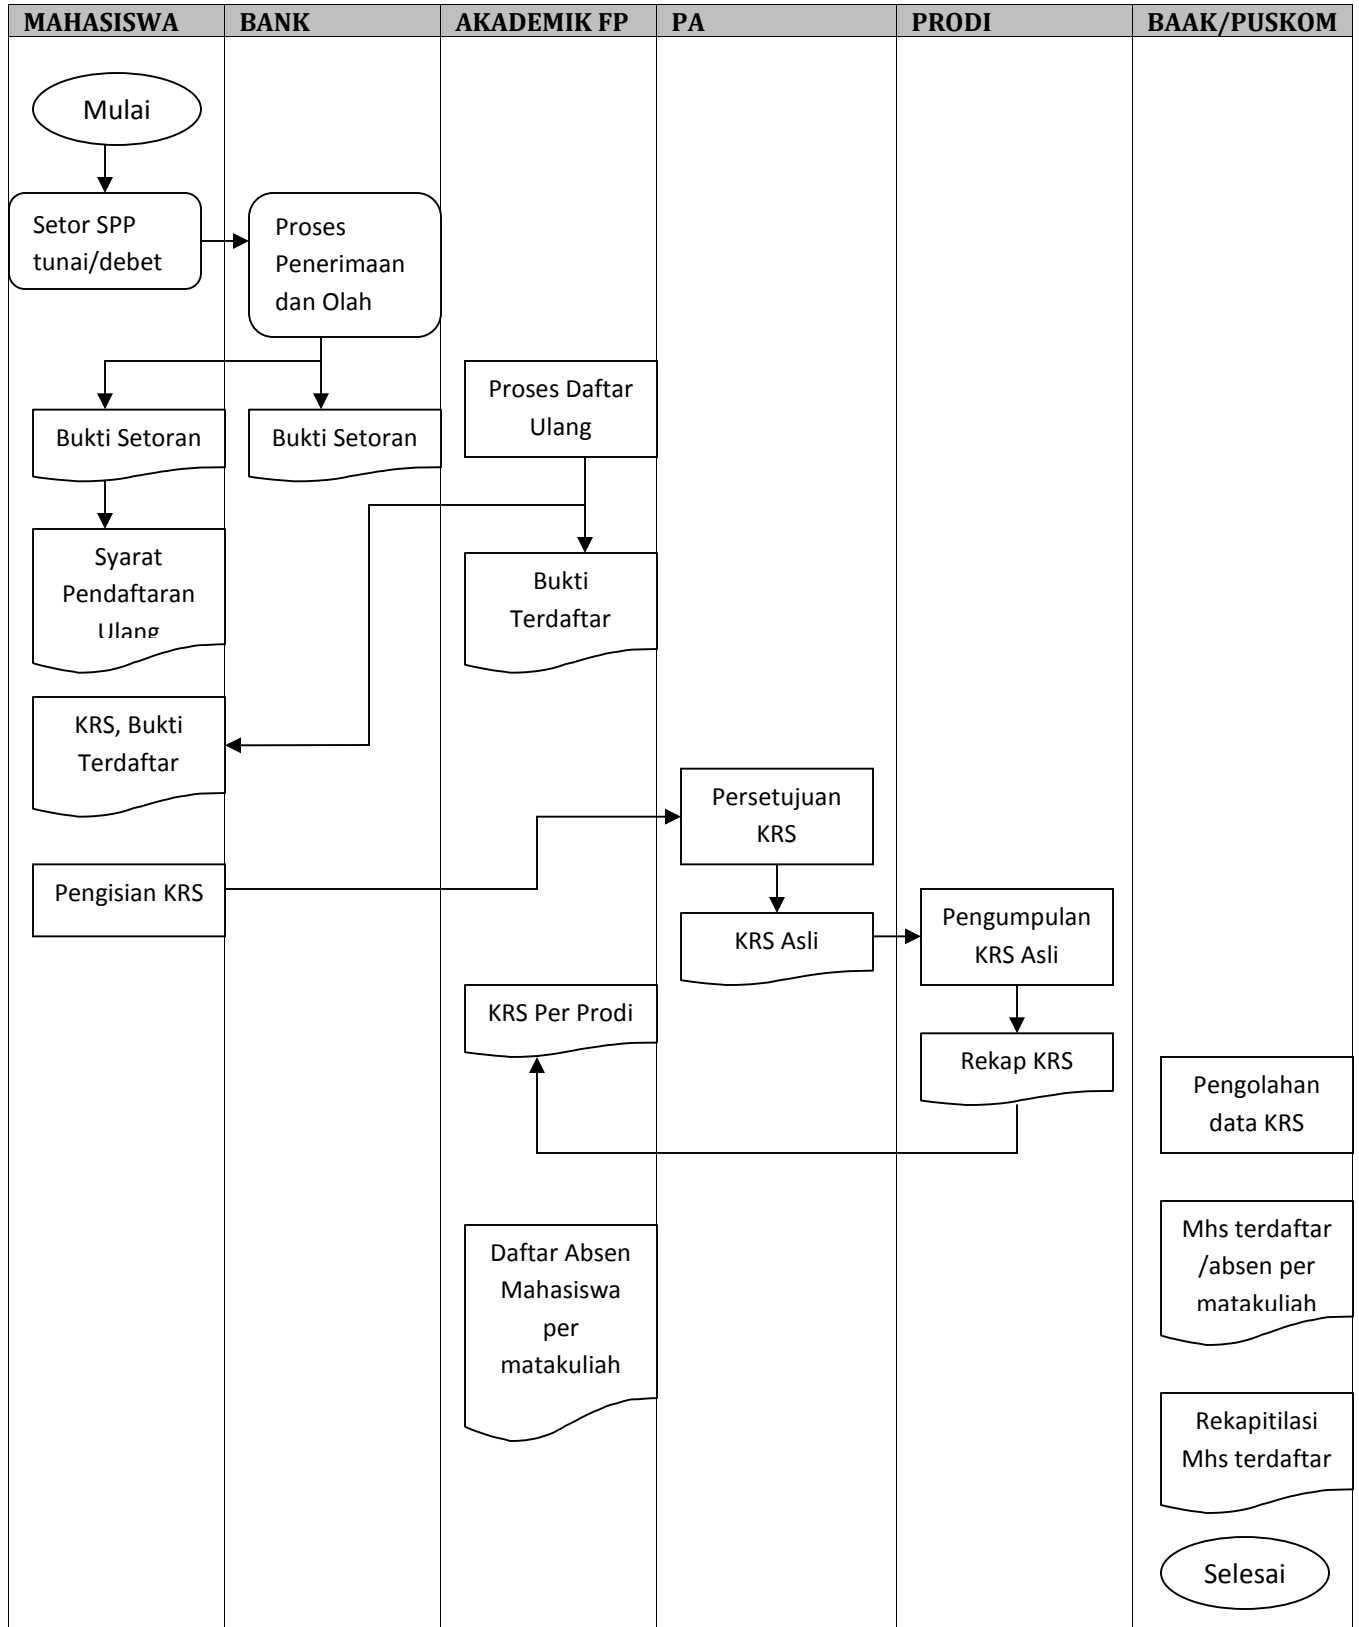 MAHASISWA BANK AKADEMIK FP PA PRODI BAAK/PUSKOM
Mulai
Setor SPP
tunai/debet
Proses
Penerimaan
dan Olah
Bukti Setoran
Bukti Setoran
Proses Daftar
Ulang
Syarat
Pendaftaran
Ulang
Bukti
Terdaftar
KRS, Bukti
Terdaftar
Persetujuan
KRS
Pengisian KRS
KRS Asli
Pengumpulan
KRS Asli
KRS Per Prodi
Rekap KRS
Pengolahan
data KRS
Daftar Absen
Mahasiswa
per
matakuliah
Mhs terdaftar
/absen per
matakuliah
Rekapitilasi
Mhs terdaftar
Selesai